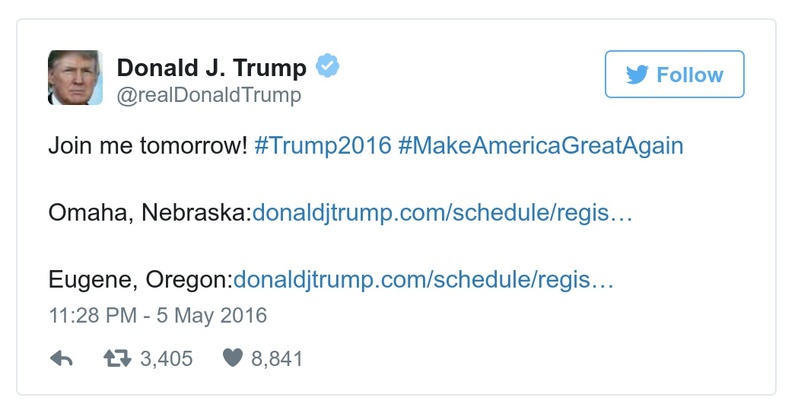 Donald J. Trump
@realDonaldTrump
Follow
Join me tomorrow! #Trump2016 #MakeAmericaGreatAgain
Omaha, Nebraska:donaldjtrump.com/schedule/regis…
Eugene, Oregon:donaldjtrump.com/schedule/regis…
11:28 PM - 5 May 2016
3,405 8,841